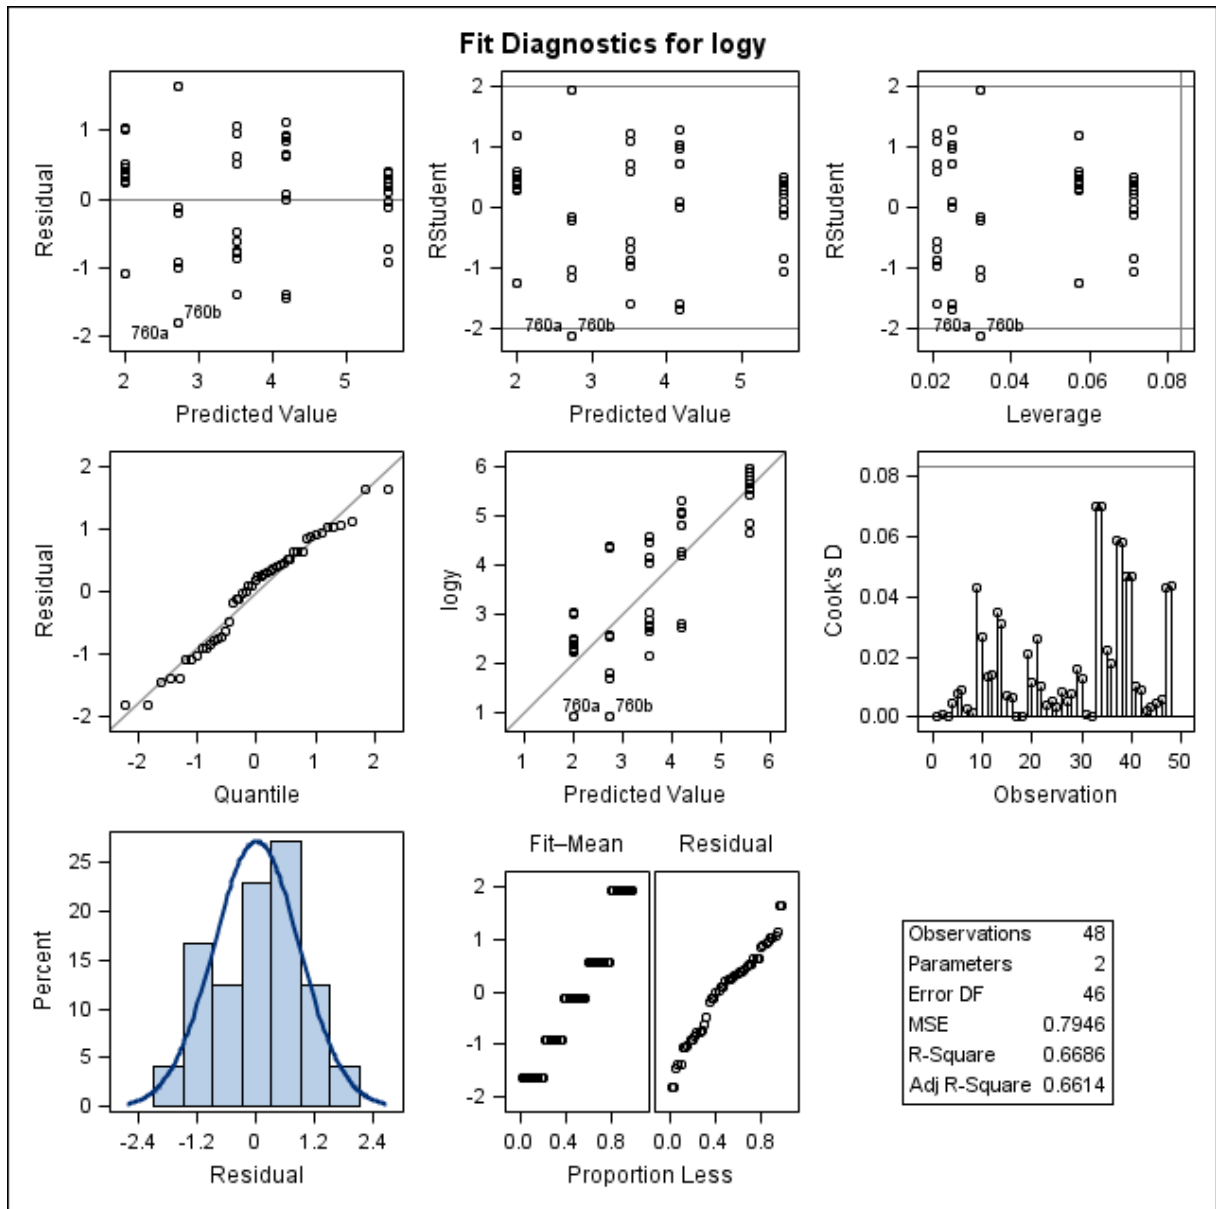 Fit Diagnostics for logy
Residual
1
0
-1
-2
760a
760b
2 3 4 5
Predicted Value
RStudent
2
1
0
-1
-2
760a 760b
2 3 4 5
Predicted Value
RStudent
2
1
0
-1
-2
760a 760b
0.02 0.04 0.06 0.08
Leverage
Residual
2
1
0
-1
-2
-2 -1 0 1 2
Quantile
logy
6
5
4
3
2
1
760a 760b
1 2 3 4 5 6
Predicted Value
Cook's D
0.08
0.06
0.04
0.02
0.00
0 10 20 30 40 50
Observation
Percent
25
20
15
10
5
0
-2.4 -1.2 0 1.2 2.4
Residual
Fit–Mean Residual
2
1
0
-1
-2
0.0 0.4 0.8 0.0 0.4 0.8
Proportion Less
Observations 48
Parameters 2
Error DF 46
MSE 0.7946
R-Square 0.6686
Adj R-Square 0.6614